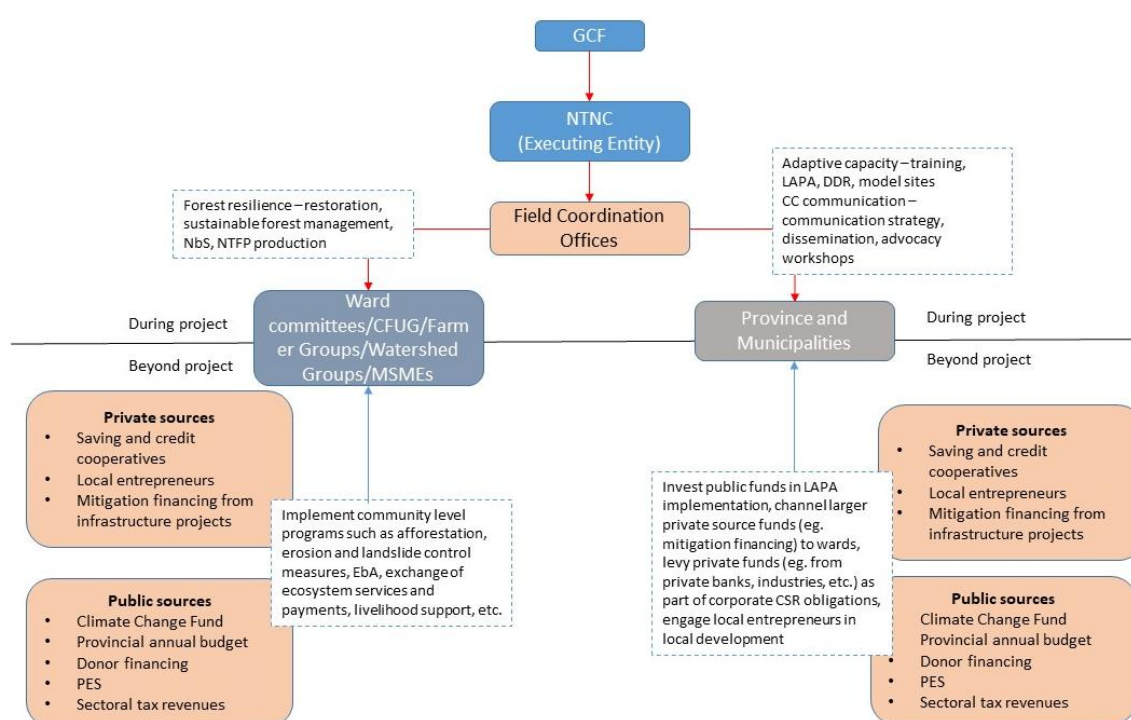 GCF
NTNC
(Executing Entity)
Field Coordination
Offices
Forest resilience – restoration,
sustainable forest management,
NbS, NTFP production
Adaptive capacity – training,
LAPA, DDR, model sites
CC communication –
communication strategy,
dissemination, advocacy
workshops
Ward
committees/CFUG/Farm
er Groups/Watershed
Groups/MSMEs
Province and
Municipalities
During project
Beyond project
During project
Beyond project
Private sources
• Saving and credit
cooperatives
• Local entrepreneurs
• Mitigation financing from
infrastructure projects
Public sources
• Climate Change Fund
• Provincial annual budget
• Donor financing
• PES
• Sectoral tax revenues
Implement community level
programs such as afforestation,
erosion and landslide control
measures, EbA, exchange of
ecosystem services and
payments, livelihood support, etc.
Invest public funds in LAPA
implementation, channel larger
private source funds (eg.
mitigation financing) to wards,
levy private funds (eg. from
private banks, industries, etc.) as
part of corporate CSR obligations,
engage local entrepreneurs in
local development
Private sources
• Saving and credit
cooperatives
• Local entrepreneurs
• Mitigation financing from
infrastructure projects
Public sources
Climate Change Fund
Provincial annual budget
• Donor financing
• PES
• Sectoral tax revenues